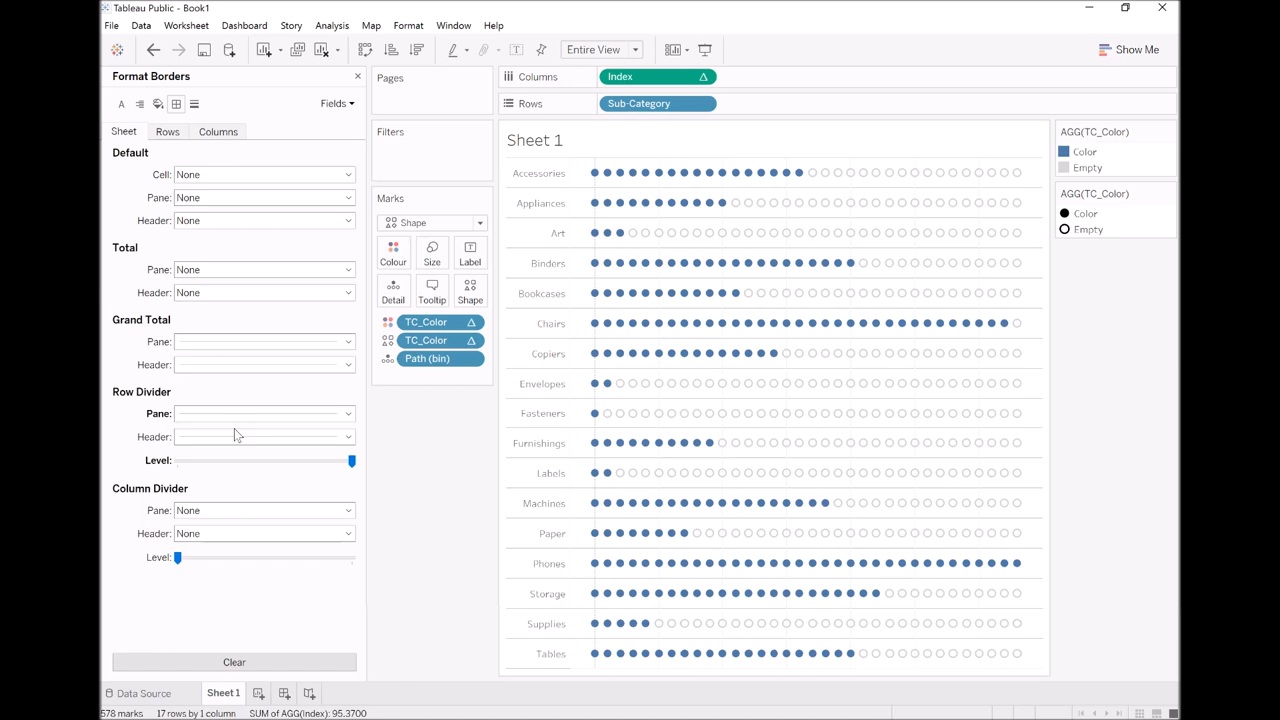 Tableau Public - Book1
File Data Worksheet Dashboard Story Analysis Map Format Window Help
Entire View
Show Me
Format Borders
Fields
Sheet Rows Columns
Default
Cell: None
Pane: None
Header: None
Total
Pane: None
Header: None
Grand Total
Pane:
Header:
Row Divider
Pane:
Header:
Level:
Column Divider
Pane: None
Header: None
Level:
Clear
Pages
Filters
Marks
Shape
Colour Size Label
Detail Tooltip Shape
TC_Color
TC_Color
Path (bin)
Columns Index
Rows Sub-Category
Sheet 1
Accessories
Appliances
Art
Binders
Bookcases
Chairs
Copiers
Envelopes
Fasteners
Furnishings
Labels
Machines
Paper
Phones
Storage
Supplies
Tables
AGG(TC_Color)
Color
Empty
AGG(TC_Color)
Color
Empty
Data Source Sheet 1
578 marks 17 rows by 1 column SUM of AGG(Index): 95.3700